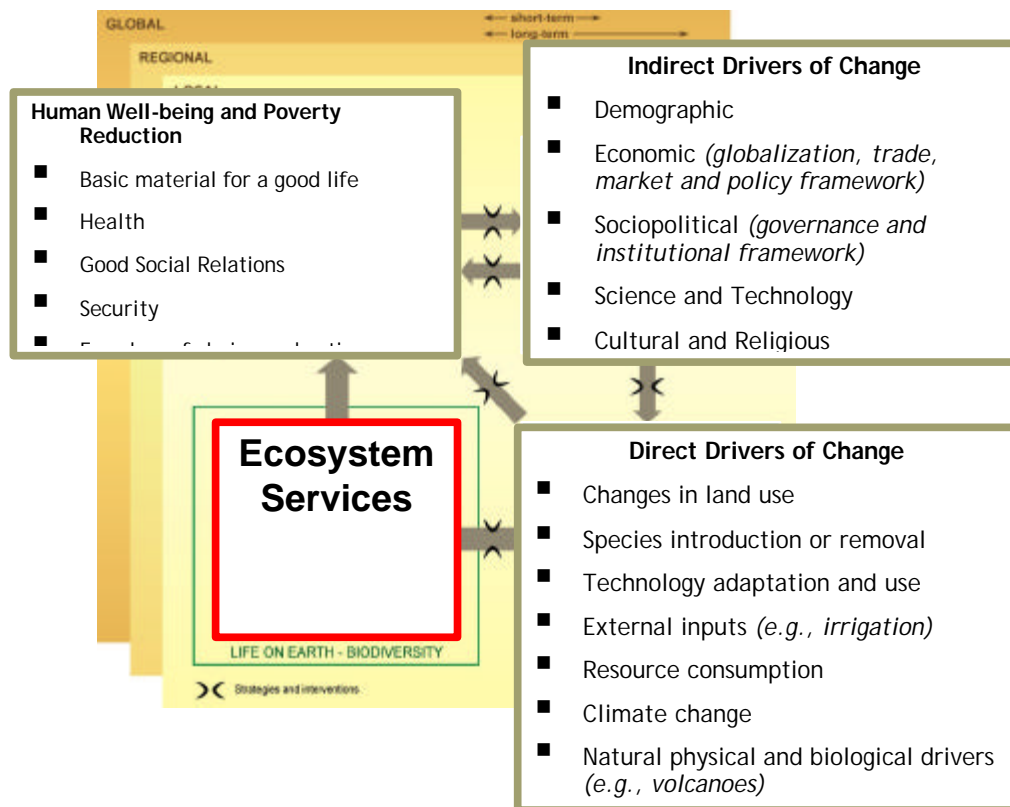 GLOBAL
short-term
long-term
REGIONAL
LOCAL
Human Well-being and Poverty
Reduction
■ Basic material for a good life
■ Health
■ Good Social Relations
■ Security
■
Indirect Drivers of Change
■ Demographic
■ Economic (globalization, trade,
market and policy framework)
■ Sociopolitical (governance and
institutional framework)
■ Science and Technology
■ Cultural and Religious
Ecosystem
Services
LIFE ON EARTH - BIODIVERSITY
Strategies and interventions
Direct Drivers of Change
■ Changes in land use
■ Species introduction or removal
■ Technology adaptation and use
■ External inputs (e.g., irrigation)
■ Resource consumption
■ Climate change
■ Natural physical and biological drivers
(e.g., volcanoes)